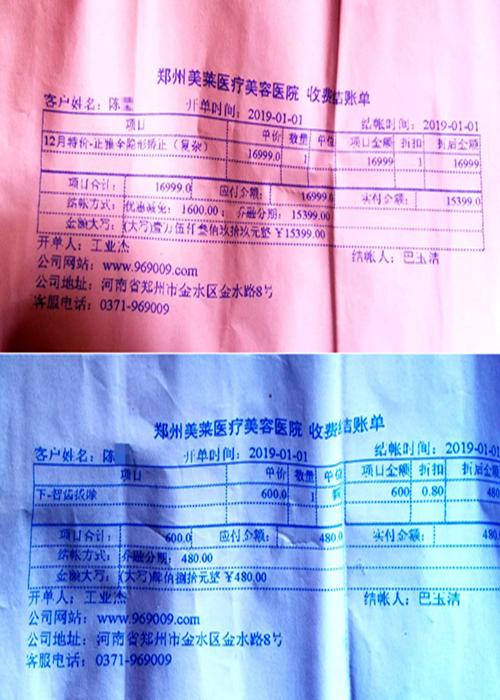 郑州美莱医疗美容医院 收费结账单
客户姓名：陈 开单时间：2019-01-01 结帐时间：2019-01-01
项目 单价 数量 单位 项目金额 折扣 折后金额
12月特价-正雅全隐形矫正（复杂） 16999.0 1 16999 1 16999
项目合计： 16999.0 应付金额： 16999.0 实付金额： 15399.0
结帐方式： 优惠减免：1600.00；乔融分期：15399.00
金额大写： (大写)壹万伍仟叁佰玖拾玖元整 ￥15399.00
开单人：工业杰 结帐人：巴玉洁
公司网站：www.969009.com
公司地址：河南省郑州市金水区金水路8号
客服电话：0371-969009
郑州美莱医疗美容医院 收费结账单
客户姓名：陈 开单时间：2019-01-01 结帐时间：2019-01-01
项目 单价 数量 单位 项目金额 折扣 折后金额
下-智齿拔除 600.0 1 颗 600 0.80 480
项目合计： 600.0 应付金额： 480.0 实付金额： 480.
结帐方式： 乔融分期：480.00
金额大写： (大写)肆佰捌拾元整 ￥480.00
开单人：工业杰 结帐人：巴玉洁
公司网站：www.969009.com
公司地址：河南省郑州市金水区金水路8号
客服电话：0371-969009